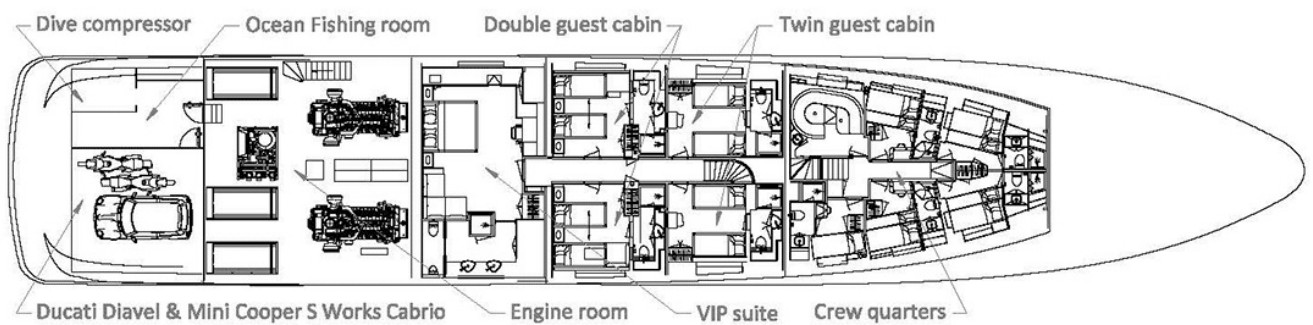 Dive compressor
Ocean Fishing room
Double guest cabin
Twin guest cabin
Ducati Diavel & Mini Cooper S Works Cabrio
Engine room
VIP suite
Crew quarters